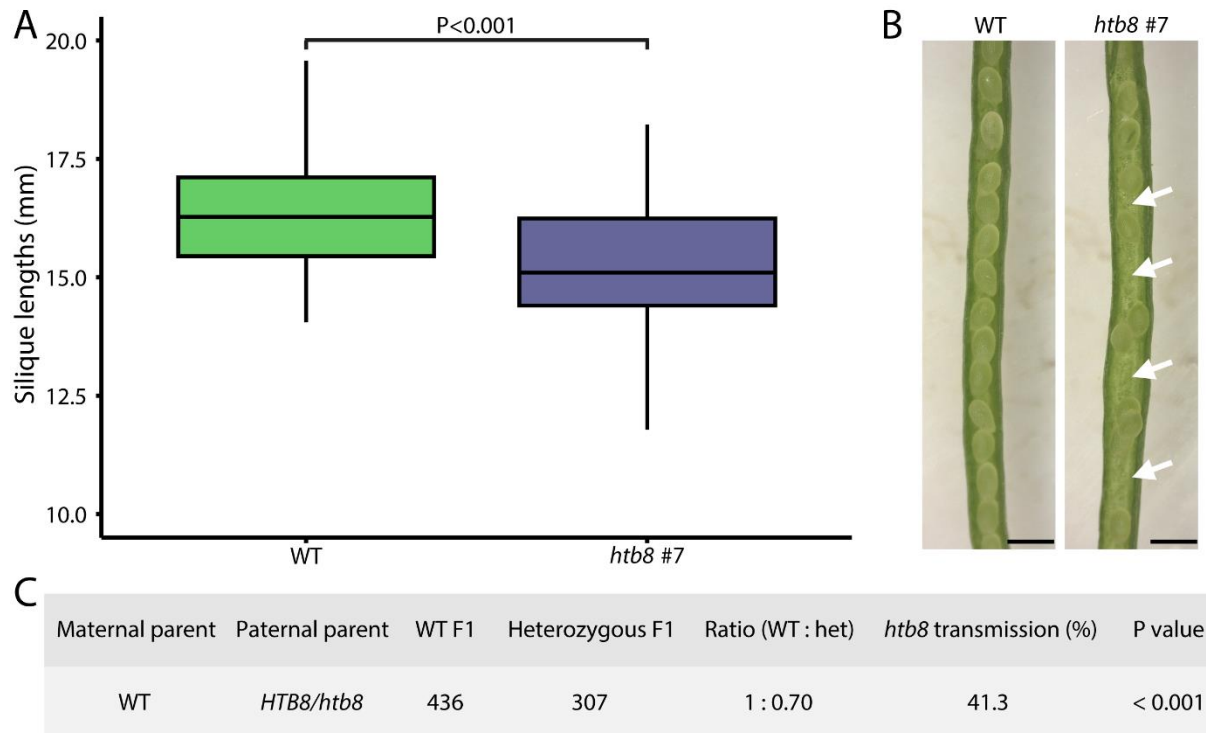 A
P<0.001
20.0
17.5
15.0
12.5
10.0
Silique lengths (mm)
WT
htb8 #7
B
WT
htb8 #7
C
Maternal parent Paternal parent WT F1 Heterozygous F1 Ratio (WT : het) htb8 transmission (%) P value
WT HTB8/htb8 436 307 1 : 0.70 41.3 < 0.001